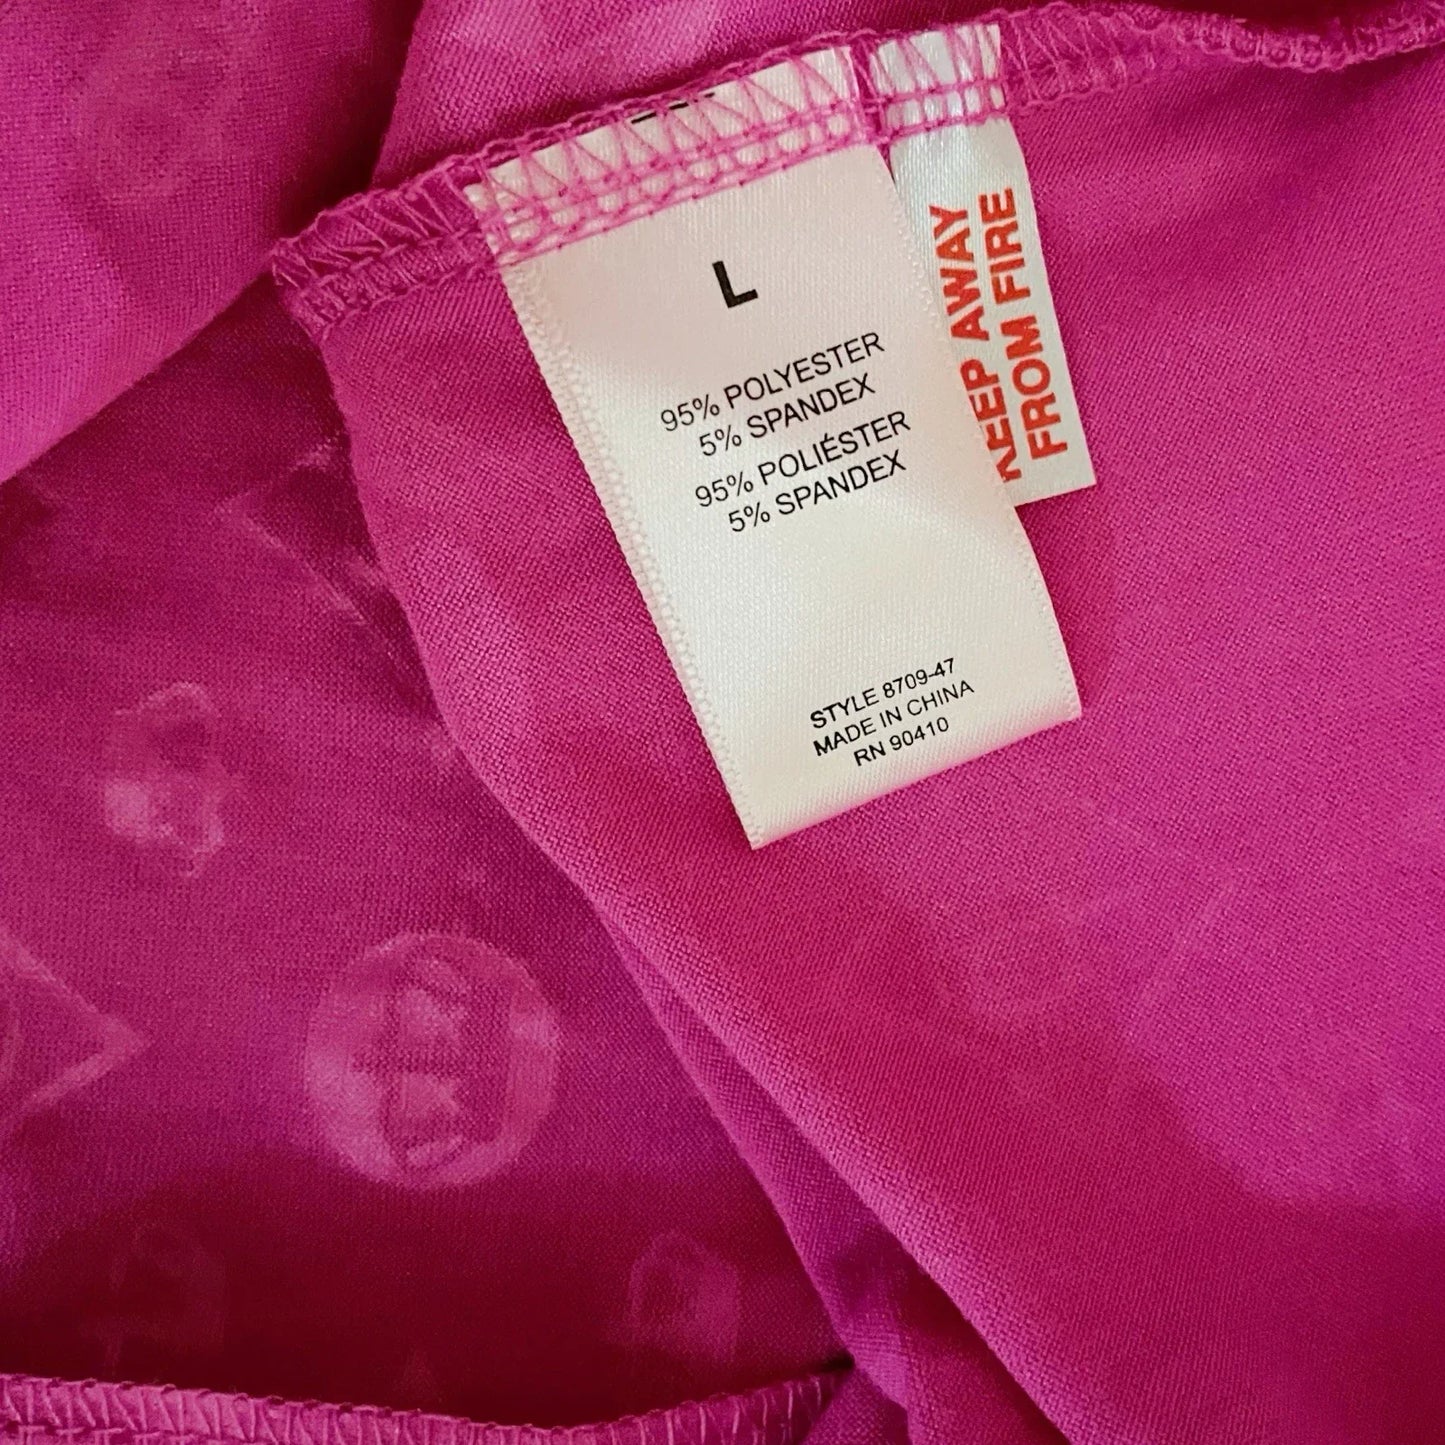 L
95% POLYESTER
5% SPANDEX
95% POLIÉSTER
5% SPANDEX
STYLE 8709-47
MADE IN CHINA
RN 90410
KEEP AWAY
FROM FIRE